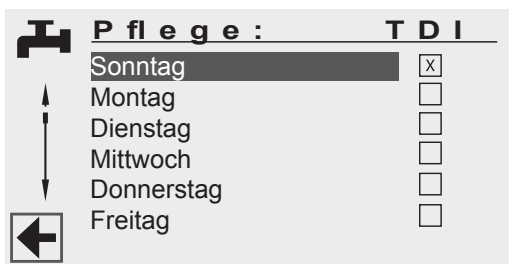 Pflege: TDI
Sonntag X
Montag
Dienstag
Mittwoch
Donnerstag
Freitag